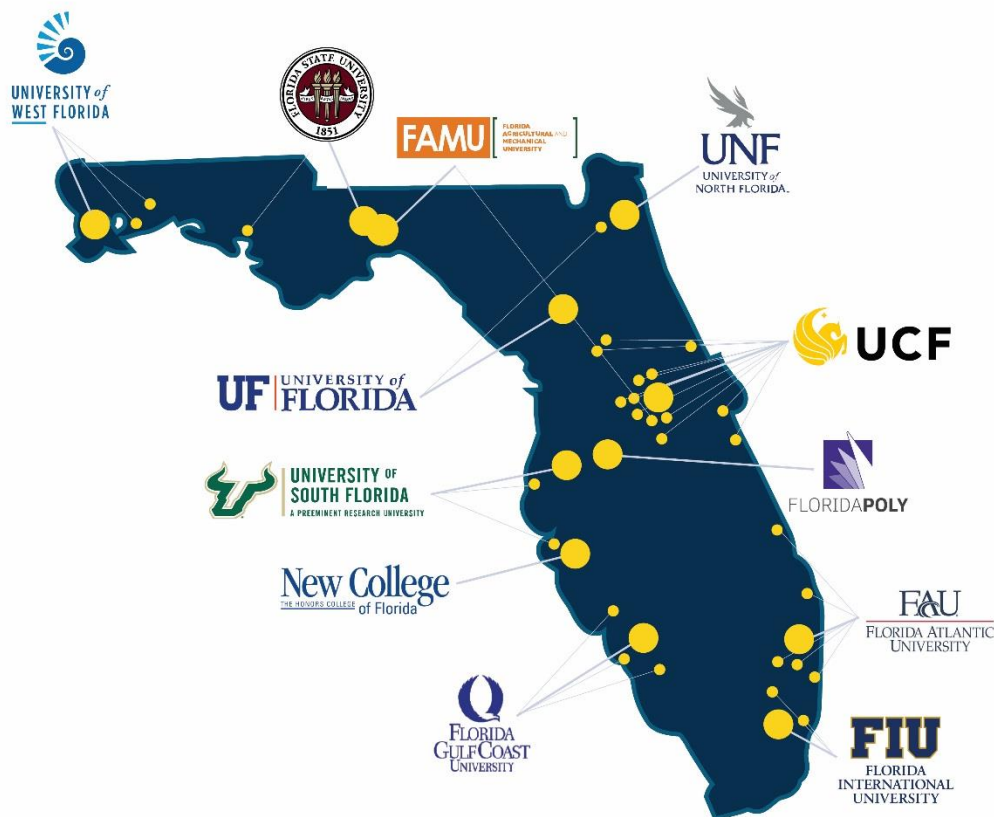 UNIVERSITY of
WEST FLORIDA
FLORIDA STATE UNIVERSITY
1851
FAMU
FLORIDA
AGRICULTURAL AND
MECHANICAL
UNIVERSITY
UNF
UNIVERSITY of
NORTH FLORIDA.
UCF
UF
UNIVERSITY of
FLORIDA
UNIVERSITY OF
SOUTH FLORIDA
A PREEMINENT RESEARCH UNIVERSITY
FLORIDAPOLY
New College
THE HONORS COLLEGE
of Florida
FAU
FLORIDA ATLANTIC
UNIVERSITY
FLORIDA
GULF COAST
UNIVERSITY
FIU
FLORIDA
INTERNATIONAL
UNIVERSITY